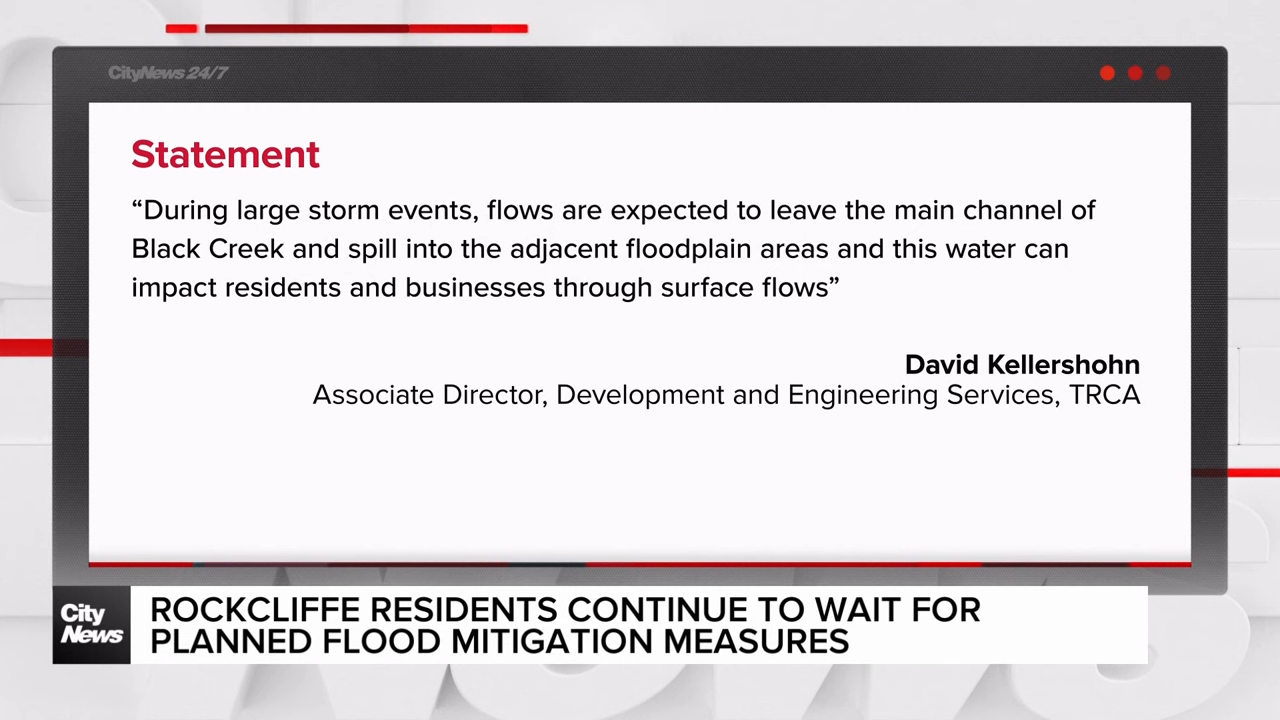 CityNews 24/7
Statement
“During large storm events, flows are expected to leave the main channel of
Black Creek and spill into the adjacent floodplain areas and this water can
impact residents and businesses through surface flows”
David Kellershohn
Associate Director, Development and Engineering Services, TRCA
City
News
ROCKCLIFFE RESIDENTS CONTINUE TO WAIT FOR
PLANNED FLOOD MITIGATION MEASURES